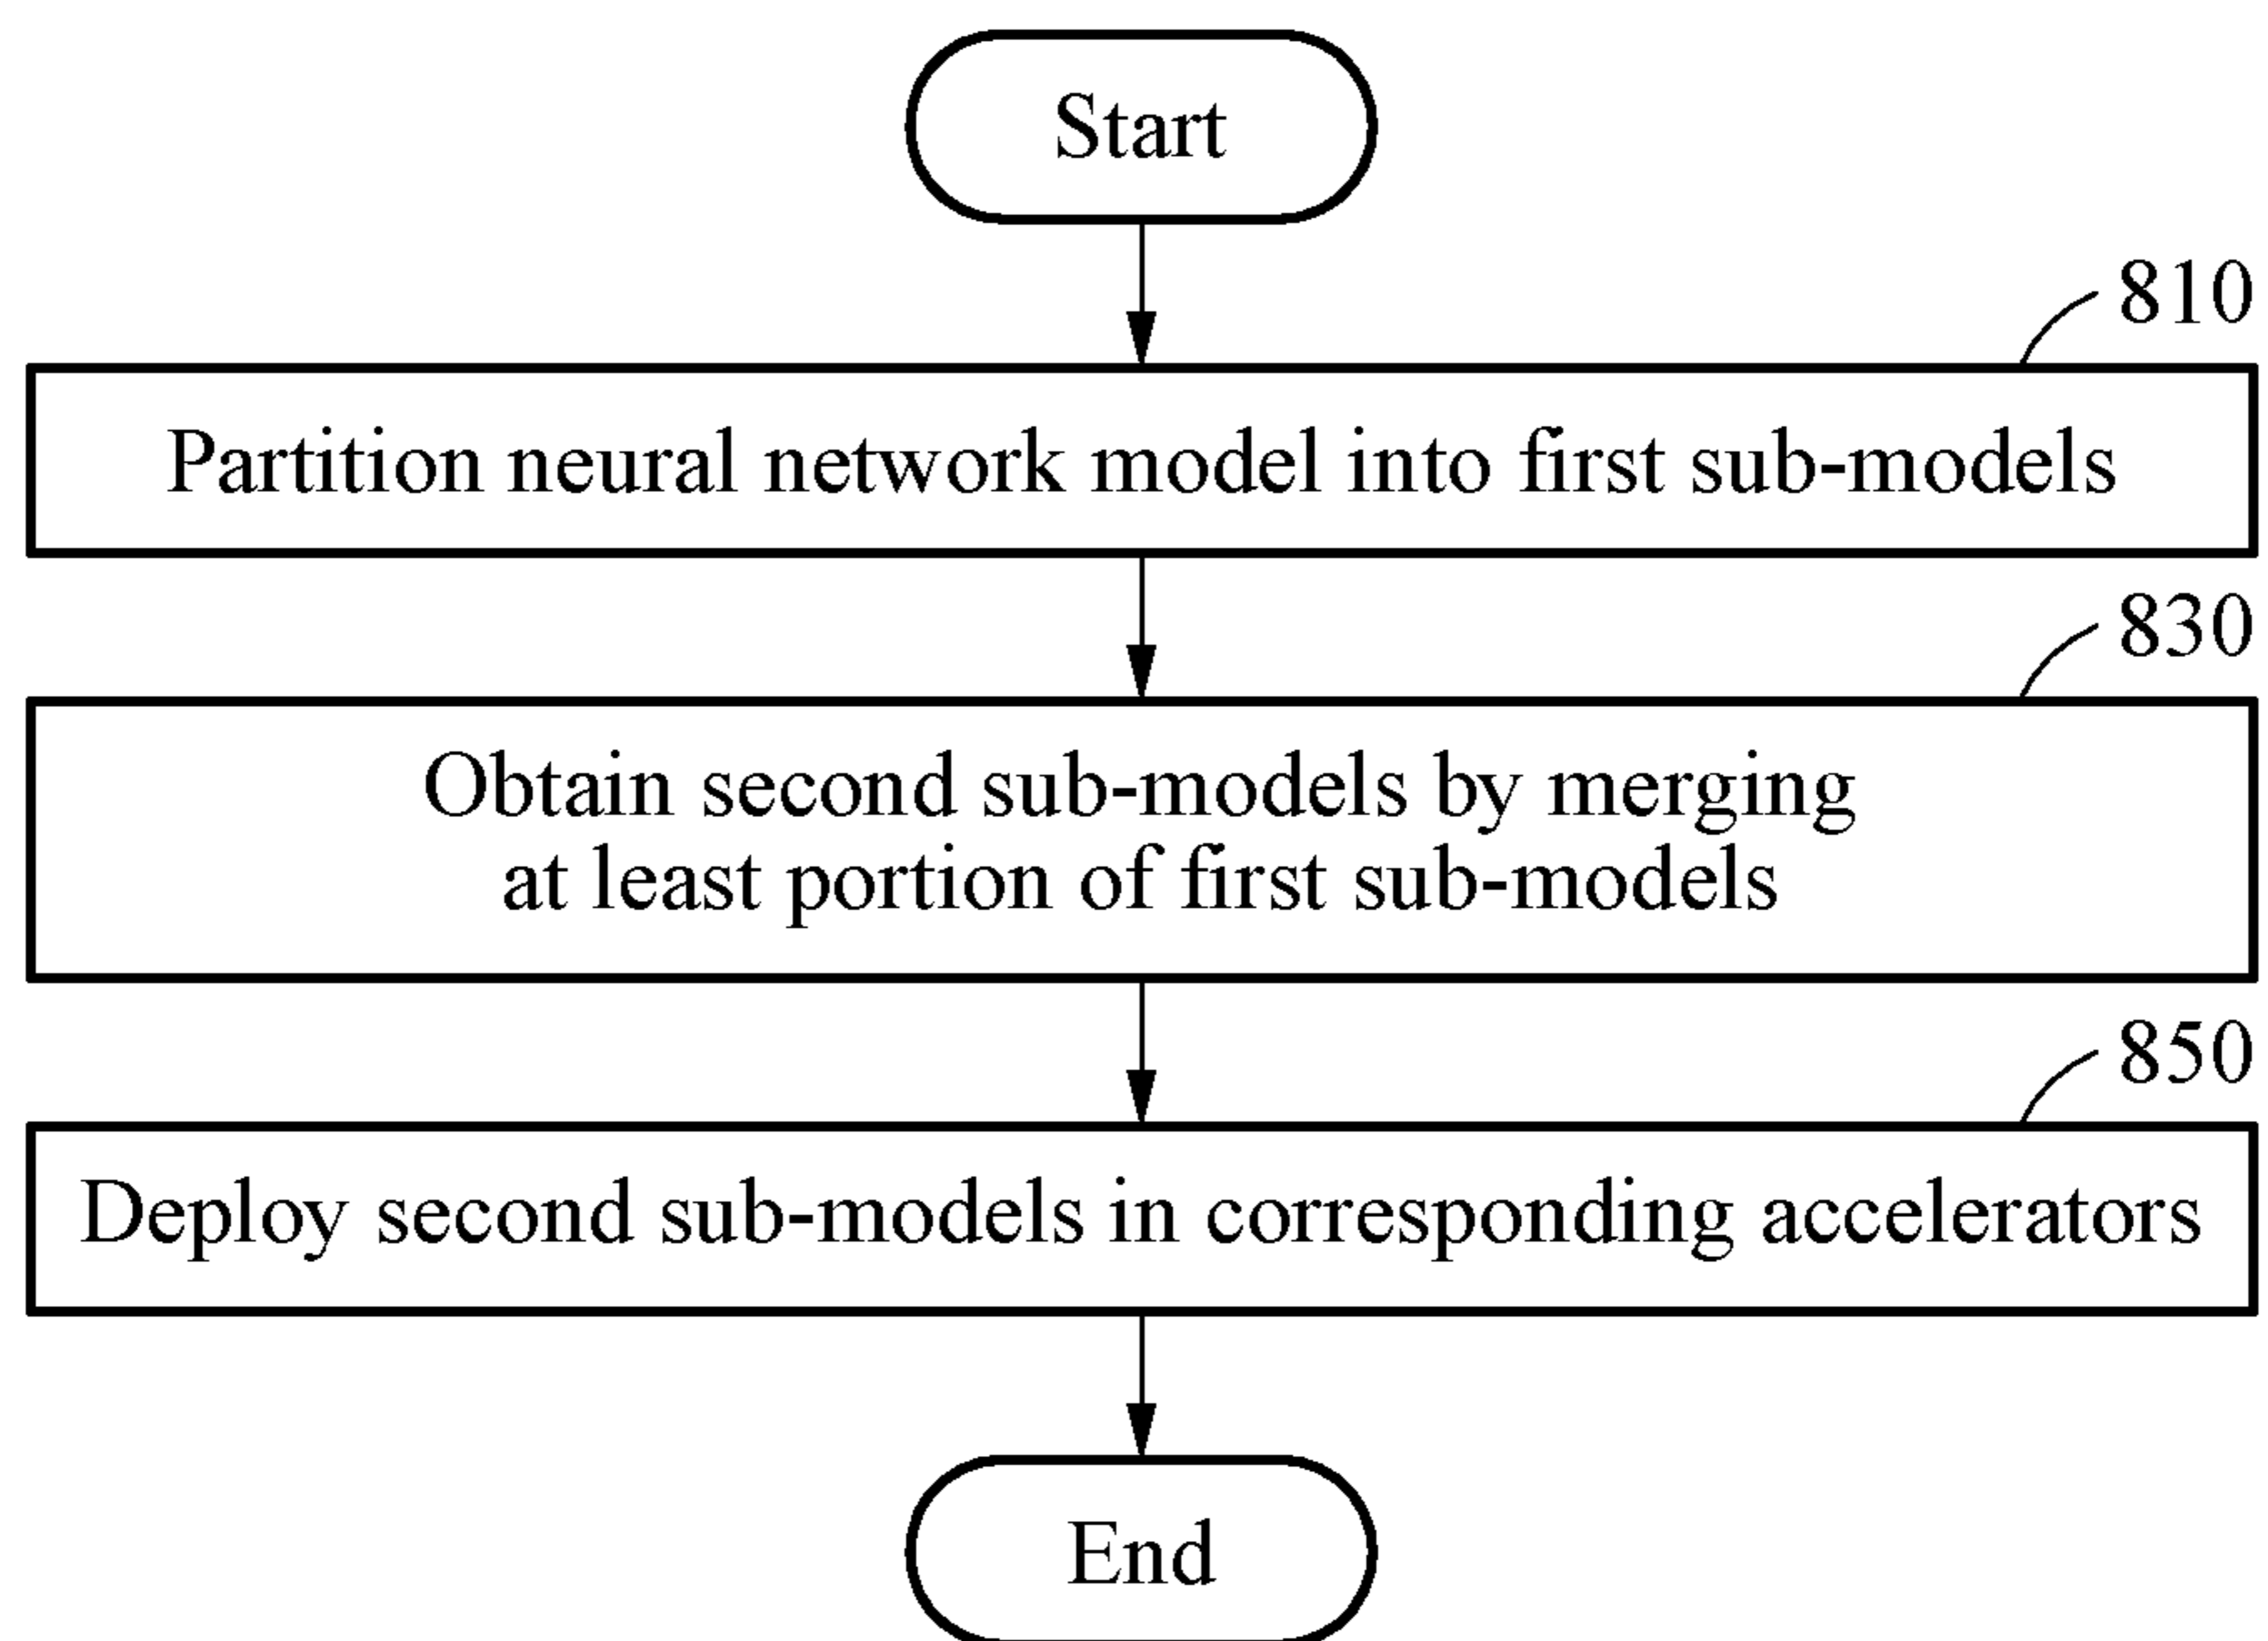 Start
810
Partition neural network model into first sub-models
830
Obtain second sub-models by merging
at least portion of first sub-models
850
Deploy second sub-models in corresponding accelerators
End